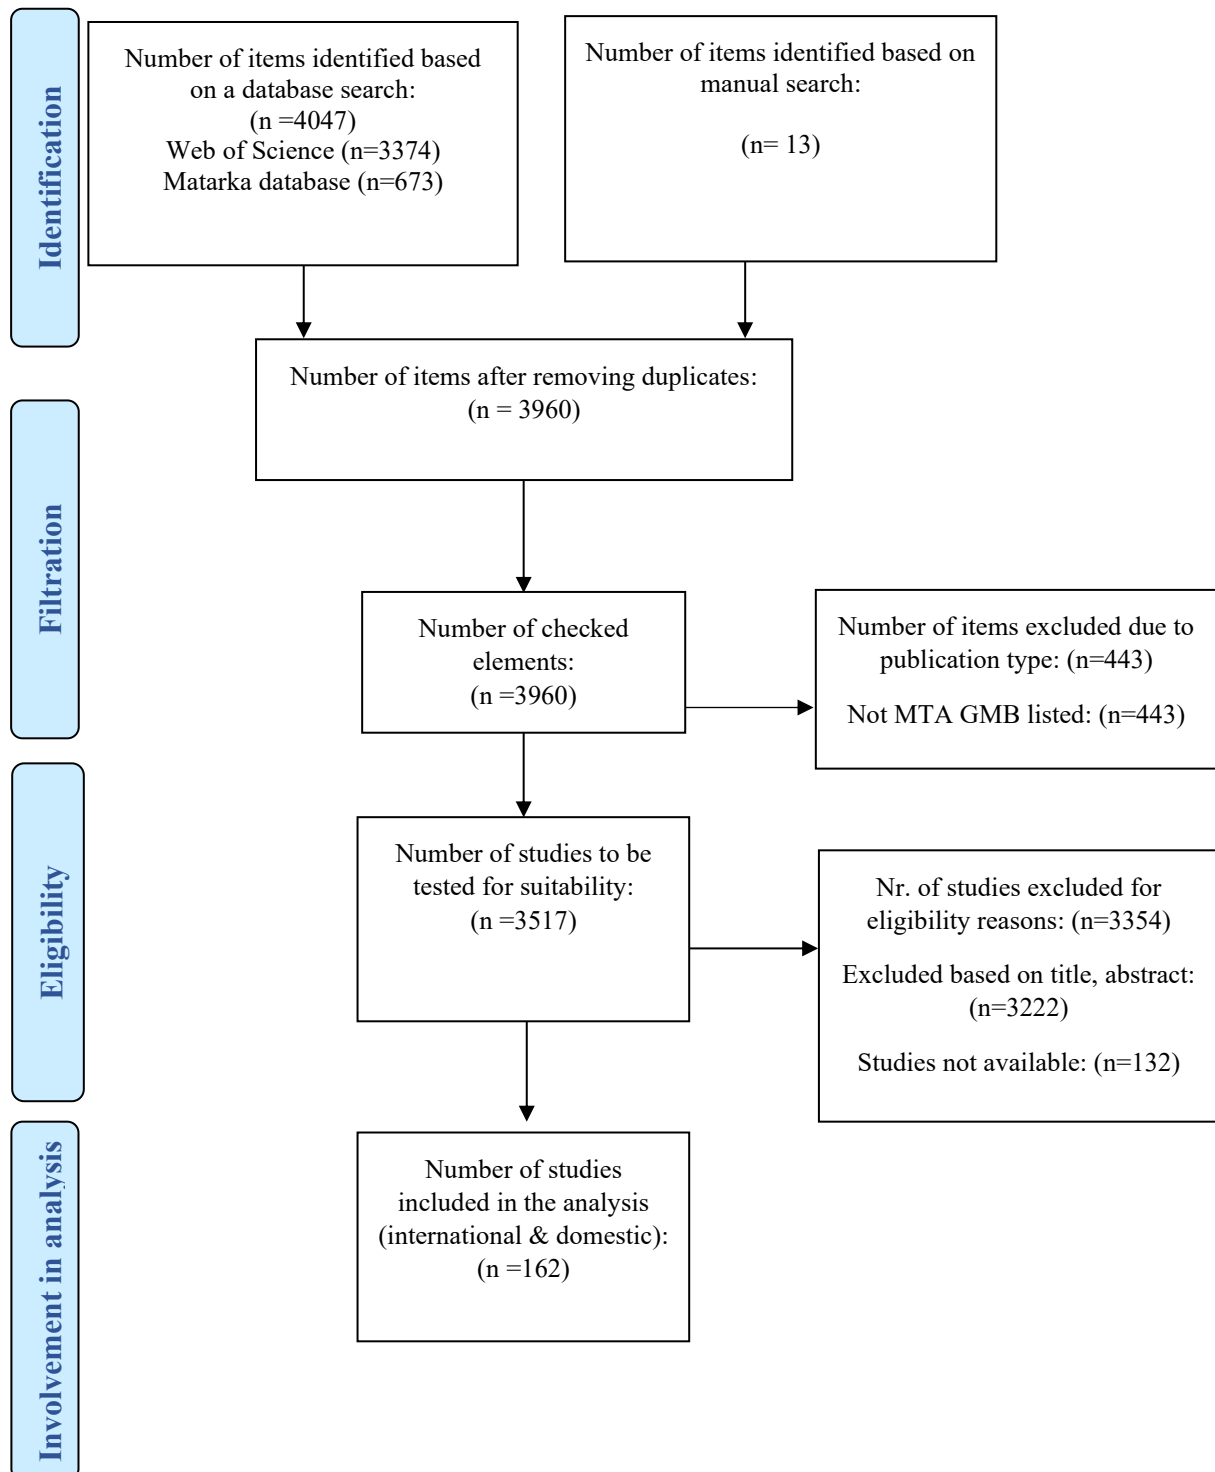 Identification
Number of items identified based
on a database search:
(n =4047)
Web of Science (n=3374)
Matarka database (n=673)
Number of items identified based on
manual search:
(n= 13)
Number of items after removing duplicates:
(n = 3960)
Filtration
Number of checked
elements:
(n =3960)
Number of items excluded due to
publication type: (n=443)
Not MTA GMB listed: (n=443)
Eligibility
Number of studies to be
tested for suitability:
(n =3517)
Nr. of studies excluded for
eligibility reasons: (n=3354)
Excluded based on title, abstract:
(n=3222)
Studies not available: (n=132)
Involvement in analysis
Number of studies
included in the analysis
(international & domestic):
(n =162)